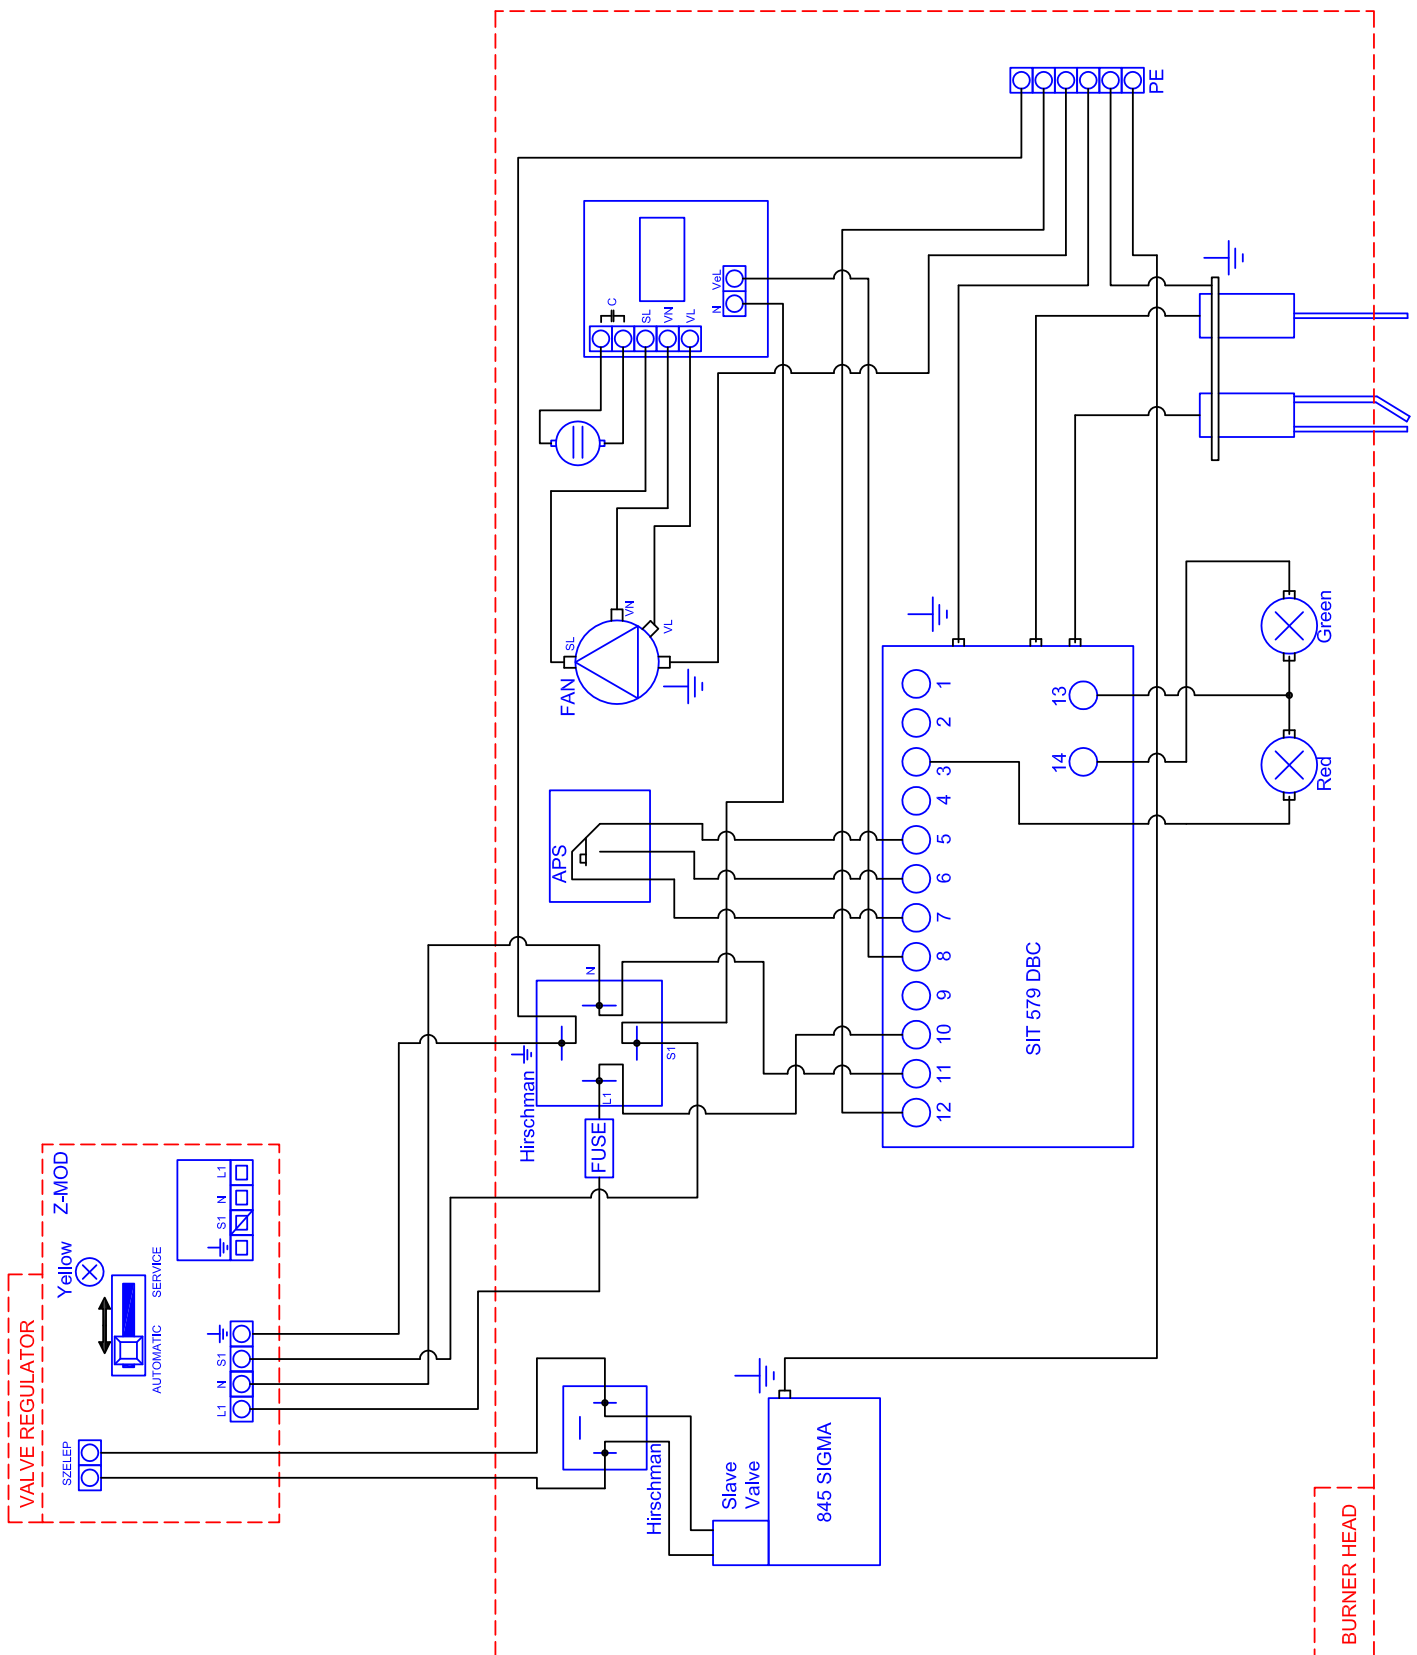 PE
C
SL
VN
VL
VeL
N
SL
VN
VL
FAN
Green
Red
13
14
1
2
3
4
5
6
7
8
9
10
11
12
SIT 579 DBC
APS
N
S1
L1
Hirschman
FUSE
Z-MOD
Yellow
SERVICE
AUTOMATIC
L1
N
S1
S1
N
L1
VALVE REGULATOR
SZELEP
Hirschman
Slave
Valve
845 SIGMA
BURNER HEAD